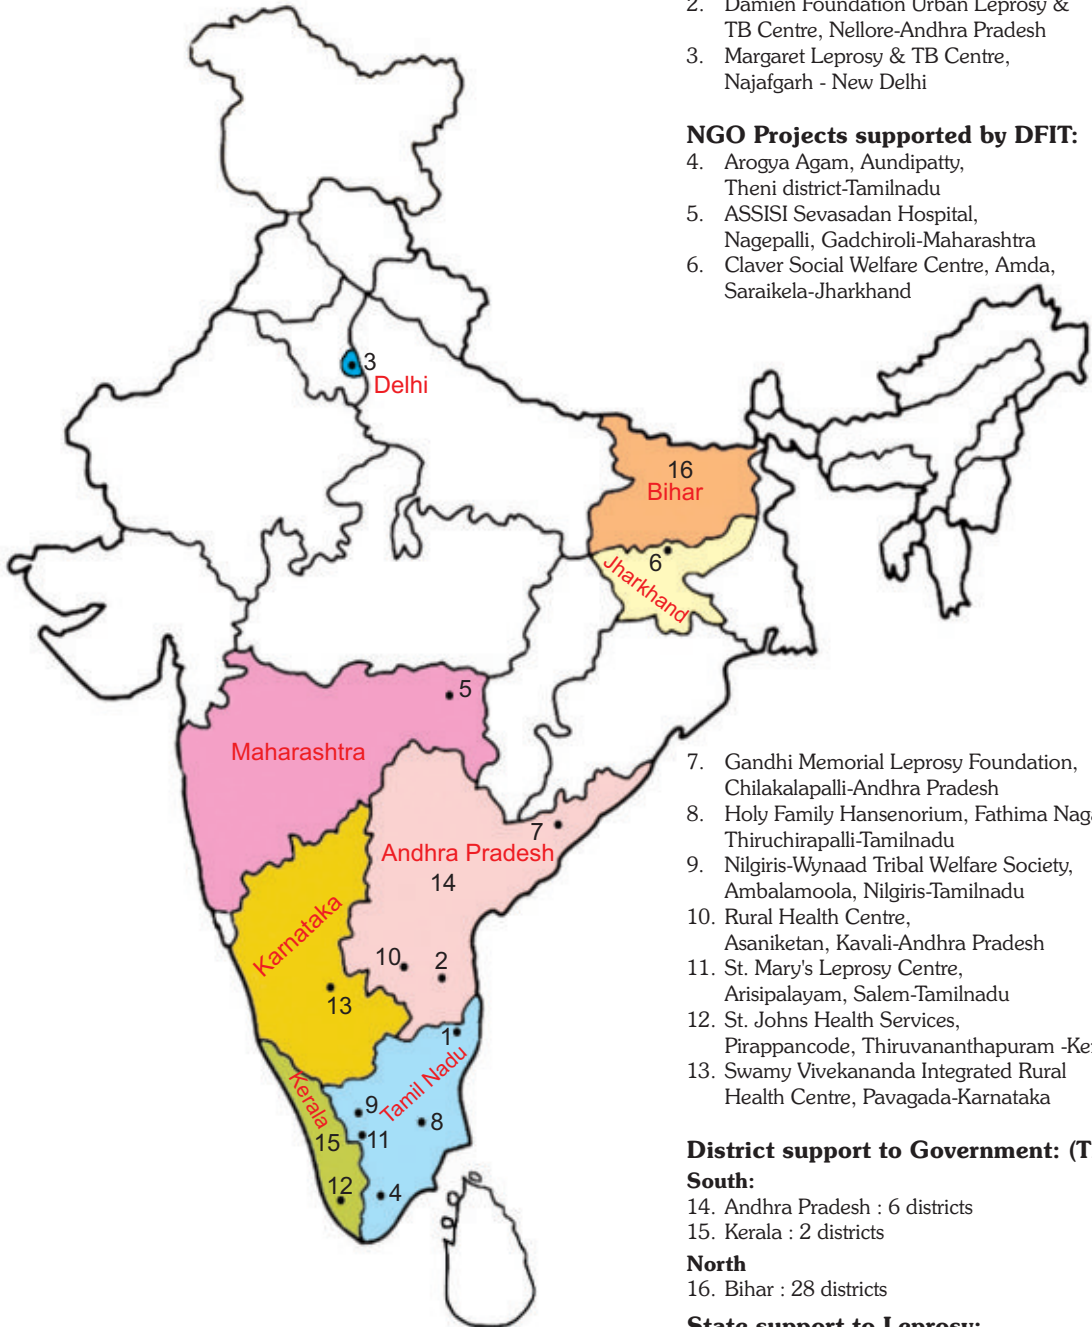 2. Damien Foundation Urban Leprosy &
TB Centre, Nellore-Andhra Pradesh
3. Margaret Leprosy & TB Centre,
Najafgarh - New Delhi
NGO Projects supported by DFIT:
4. Arogya Agam, Aundipatty,
Theni district-Tamilnadu
5. ASSISI Sevasadan Hospital,
Nagepalli, Gadchiroli-Maharashtra
6. Claver Social Welfare Centre, Amda,
Saraikela-Jharkhand
3
Delhi
16
Bihar
6
Jharkhand
5
Maharashtra
7
Andhra Pradesh
14
Karnataka
10
2
13
1
Tamil Nadu
Kerala
9
8
11
15
12
4
7. Gandhi Memorial Leprosy Foundation,
Chilakalapalli-Andhra Pradesh
8. Holy Family Hansenorium, Fathima
Thiruchirapalli-Tamilnadu
9. Nilgiris-Wynaad Tribal Welfare Society,
Ambalamoola, Nilgiris-Tamilnadu
10. Rural Health Centre,
Asaniketan, Kavali-Andhra Pradesh
11. St. Mary's Leprosy Centre,
Arisipalayam, Salem-Tamilnadu
12. St. Johns Health Services,
Pirappancode, Thiruvananthapuram
13. Swamy Vivekananda Integrated Rural
Health Centre, Pavagada-Karnataka
District support to Government:
South:
14. Andhra Pradesh : 6 districts
15. Kerala : 2 districts
North
16. Bihar : 28 districts
State support to Leprosy: